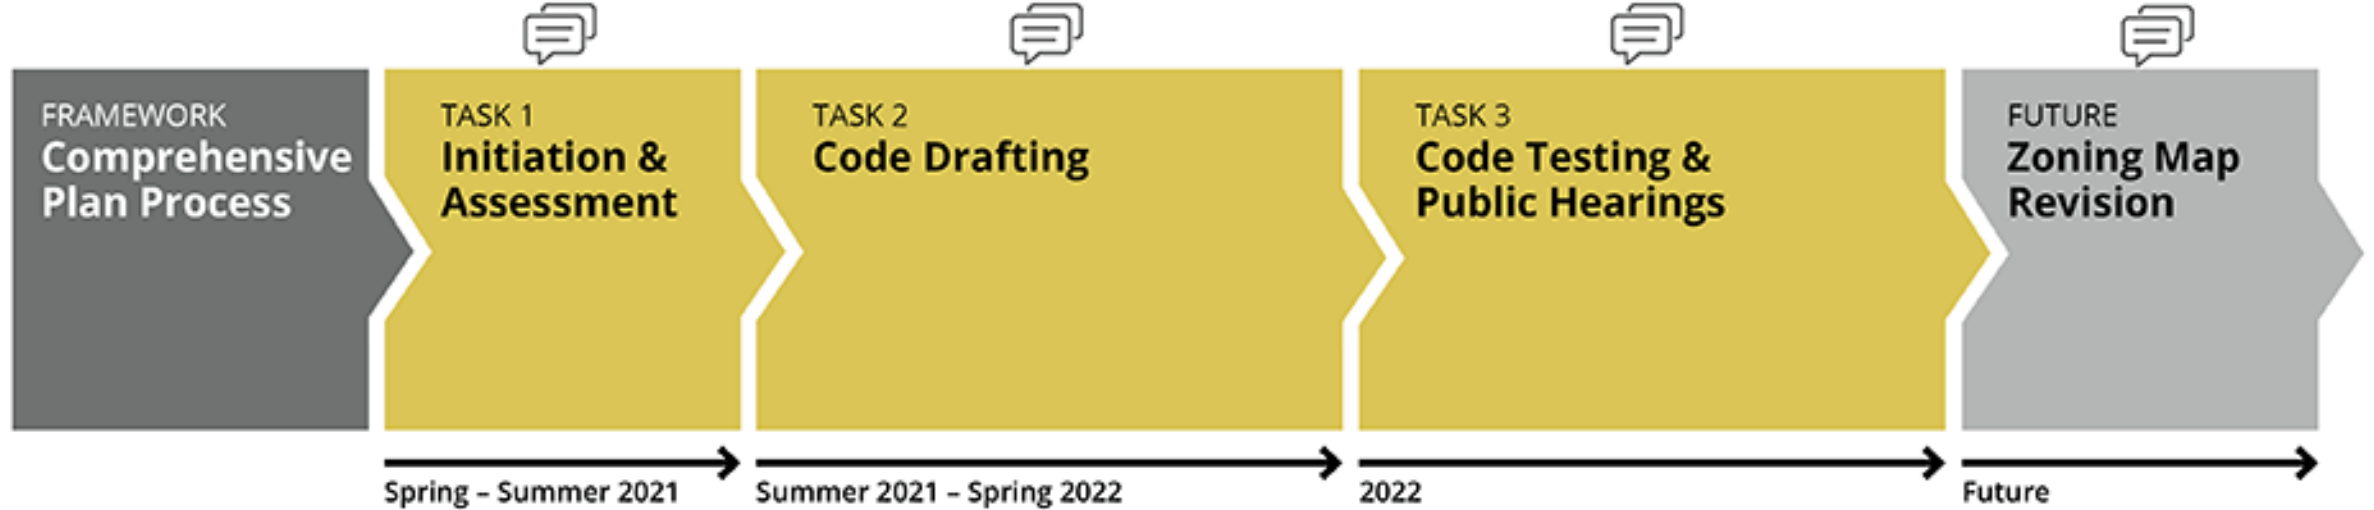 FRAMEWORK
Comprehensive
Plan Process
TASK 1
Initiation &
Assessment
TASK 2
Code Drafting
TASK 3
Code Testing &
Public Hearings
FUTURE
Zoning Map
Revision
Spring – Summer 2021
Summer 2021 – Spring 2022
2022
Future